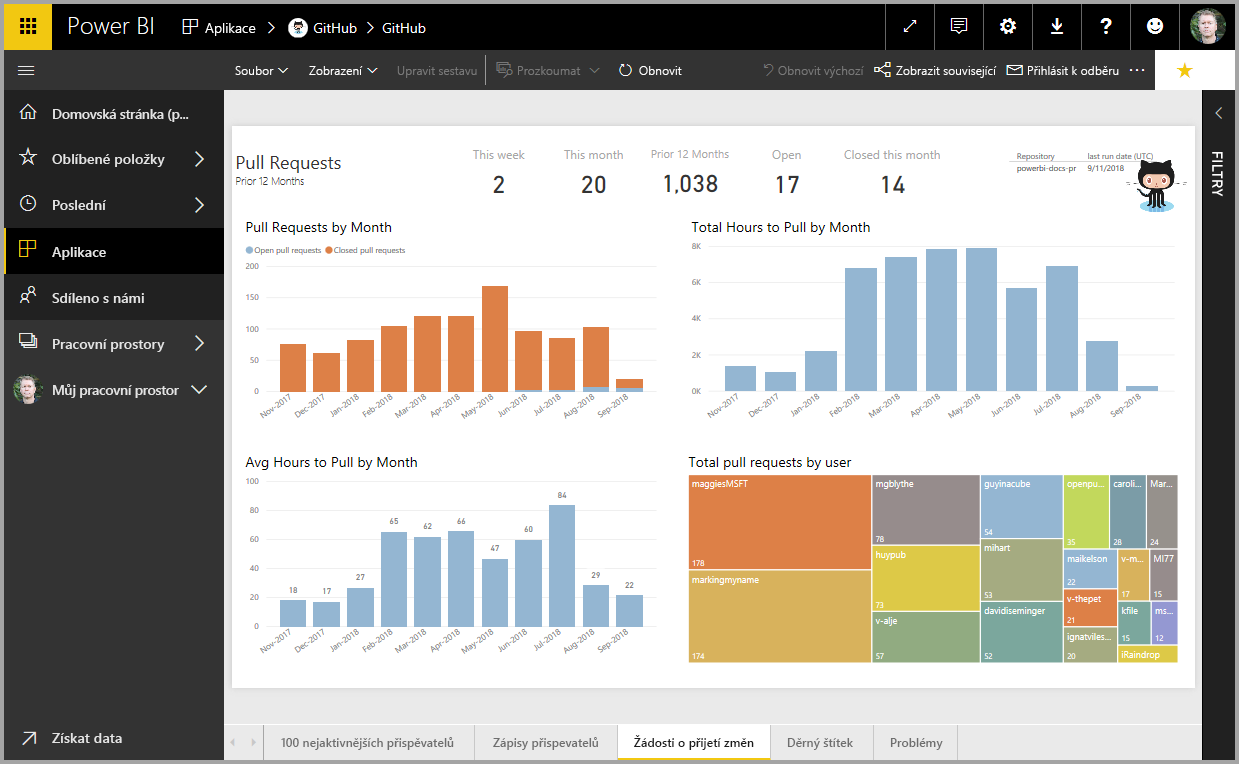 Power BI
Aplikace > GitHub > GitHub
Soubor Zobrazení Upravit sestavu Prozkoumat Obnovit Obnovit výchozí Zobrazit související Přihlásit k odběru ...
Domovská stránka (p...
Oblíbené položky
Poslední
Aplikace
Sdíleno s námi
Pracovní prostory
Můj pracovní prostor
Získat data
FILTRY
Pull Requests
Prior 12 Months
This week
2
This month
20
Prior 12 Months
1,038
Open
17
Closed this month
14
Repository last run date (UTC)
powerbi-docs-pr 9/11/2018
Pull Requests by Month
Open pull requests Closed pull requests
200
150
100
50
0
Nov-2017 Dec-2017 Jan-2018 Feb-2018 Mar-2018 Apr-2018 May-2018 Jun-2018 Jul-2018 Aug-2018 Sep-2018
Total Hours to Pull by Month
8K
6K
4K
2K
0K
Nov-2017 Dec-2017 Jan-2018 Feb-2018 Mar-2018 Apr-2018 May-2018 Jun-2018 Jul-2018 Aug-2018 Sep-2018
Avg Hours to Pull by Month
100
80
60
40
20
0
18 17 27 65 62 66 47 60 84 29 22
Nov-2017 Dec-2017 Jan-2018 Feb-2018 Mar-2018 Apr-2018 May-2018 Jun-2018 Jul-2018 Aug-2018 Sep-2018
Total pull requests by user
maggiesMSFT
178
markingmyname
174
mgblythe
78
huypub
73
v-alje
57
guyinacube
54
mihart
53
davidiseminger
52
openpu...
35
caroli...
28
Mar...
24
maikelson
22
v-thepet
21
ignatviles...
20
v-m...
17
MI77
15
kfile
15
ms...
12
iRaindrop
100 nejaktivnějších přispěvatelů
Zápisy přispevatelů
Žádosti o přijetí změn
Děrný štítek
Problémy